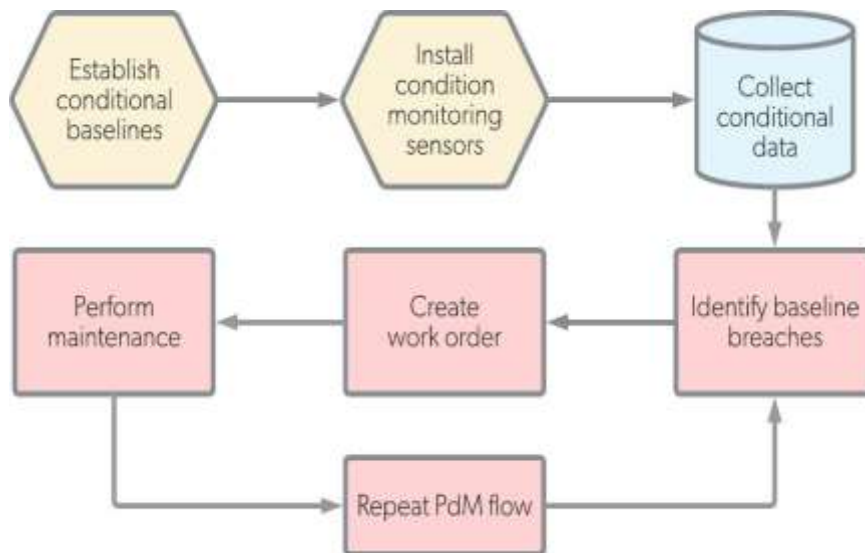 Establish
conditional
baselines
Install
condition
monitoring
sensors
Collect
conditional
data
Identify baseline
breaches
Create
work order
Perform
maintenance
Repeat PdM flow